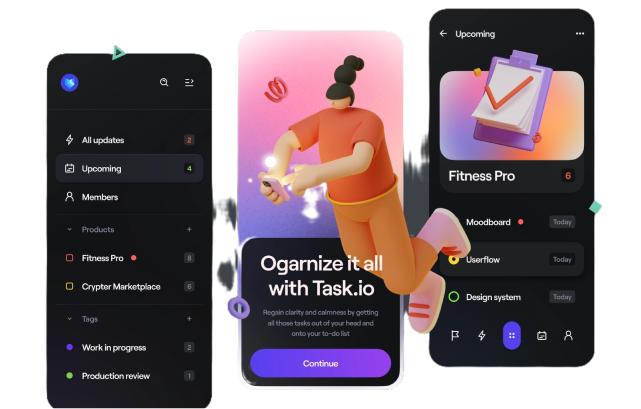 All updates 2
Upcoming 4
Members
Products +
Fitness Pro 8
Crypter Marketplace 6
Tags +
Work in progress 2
Production review 1
Ogarnize it all
with Task.io
Regain clarity and calmness by getting
all those tasks out of your head and
onto your to-do list
Continue
Upcoming
Fitness Pro 6
Moodboard Today
Userflow Today
Design system Today